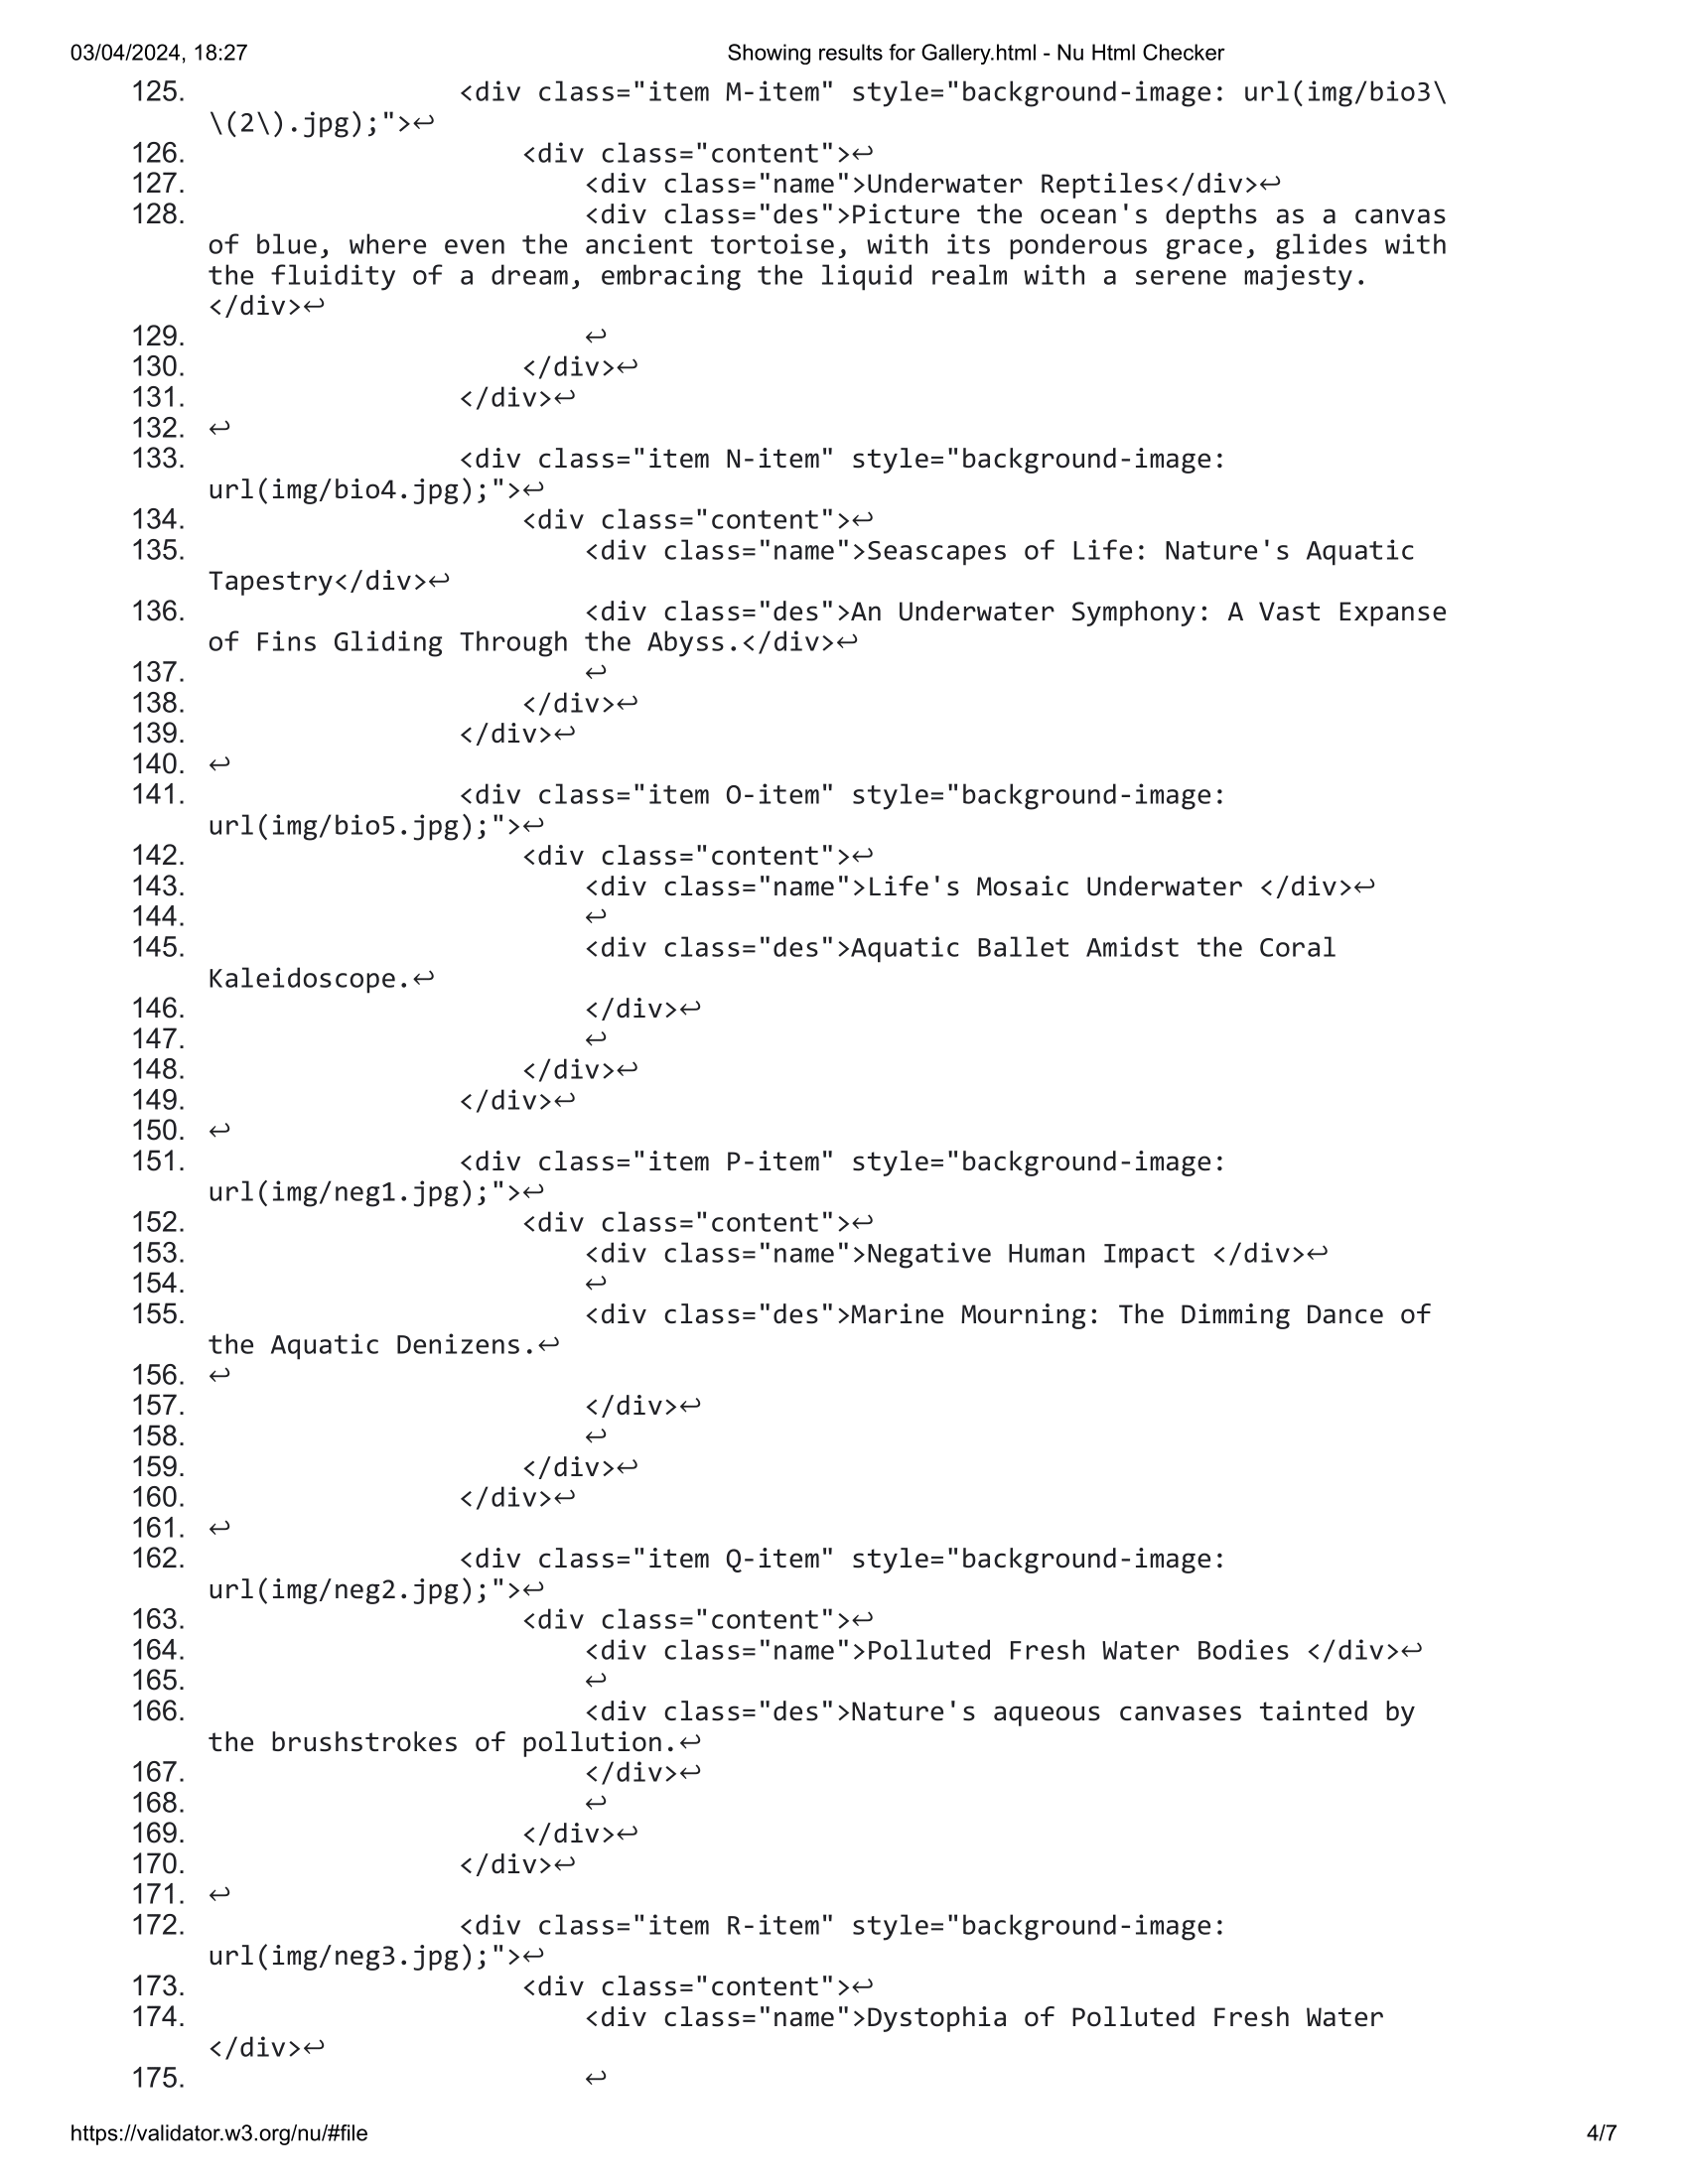 03/04/2024, 18:27 Showing results for Gallery.html - Nu Html Checker
125. <div class="item M-item" style="background-image: url(img/bio3\
\(2\).jpg);">↩
126. <div class="content">↩
127. <div class="name">Underwater Reptiles</div>↩
128. <div class="des">Picture the ocean's depths as a canvas
of blue, where even the ancient tortoise, with its ponderous grace, glides with
the fluidity of a dream, embracing the liquid realm with a serene majesty.
</div>↩
129. ↩
130. </div>↩
131. </div>↩
132. ↩
133. <div class="item N-item" style="background-image:
url(img/bio4.jpg);">↩
134. <div class="content">↩
135. <div class="name">Seascapes of Life: Nature's Aquatic
Tapestry</div>↩
136. <div class="des">An Underwater Symphony: A Vast Expanse
of Fins Gliding Through the Abyss.</div>↩
137. ↩
138. </div>↩
139. </div>↩
140. ↩
141. <div class="item O-item" style="background-image:
url(img/bio5.jpg);">↩
142. <div class="content">↩
143. <div class="name">Life's Mosaic Underwater </div>↩
144. ↩
145. <div class="des">Aquatic Ballet Amidst the Coral
Kaleidoscope.↩
146. </div>↩
147. ↩
148. </div>↩
149. </div>↩
150. ↩
151. <div class="item P-item" style="background-image:
url(img/neg1.jpg);">↩
152. <div class="content">↩
153. <div class="name">Negative Human Impact </div>↩
154. ↩
155. <div class="des">Marine Mourning: The Dimming Dance of
the Aquatic Denizens.↩
156. ↩
157. </div>↩
158. ↩
159. </div>↩
160. </div>↩
161. ↩
162. <div class="item Q-item" style="background-image:
url(img/neg2.jpg);">↩
163. <div class="content">↩
164. <div class="name">Polluted Fresh Water Bodies </div>↩
165. ↩
166. <div class="des">Nature's aqueous canvases tainted by
the brushstrokes of pollution.↩
167. </div>↩
168. ↩
169. </div>↩
170. </div>↩
171. ↩
172. <div class="item R-item" style="background-image:
url(img/neg3.jpg);">↩
173. <div class="content">↩
174. <div class="name">Dystophia of Polluted Fresh Water
</div>↩
175. ↩
https://validator.w3.org/nu/#file 4/7